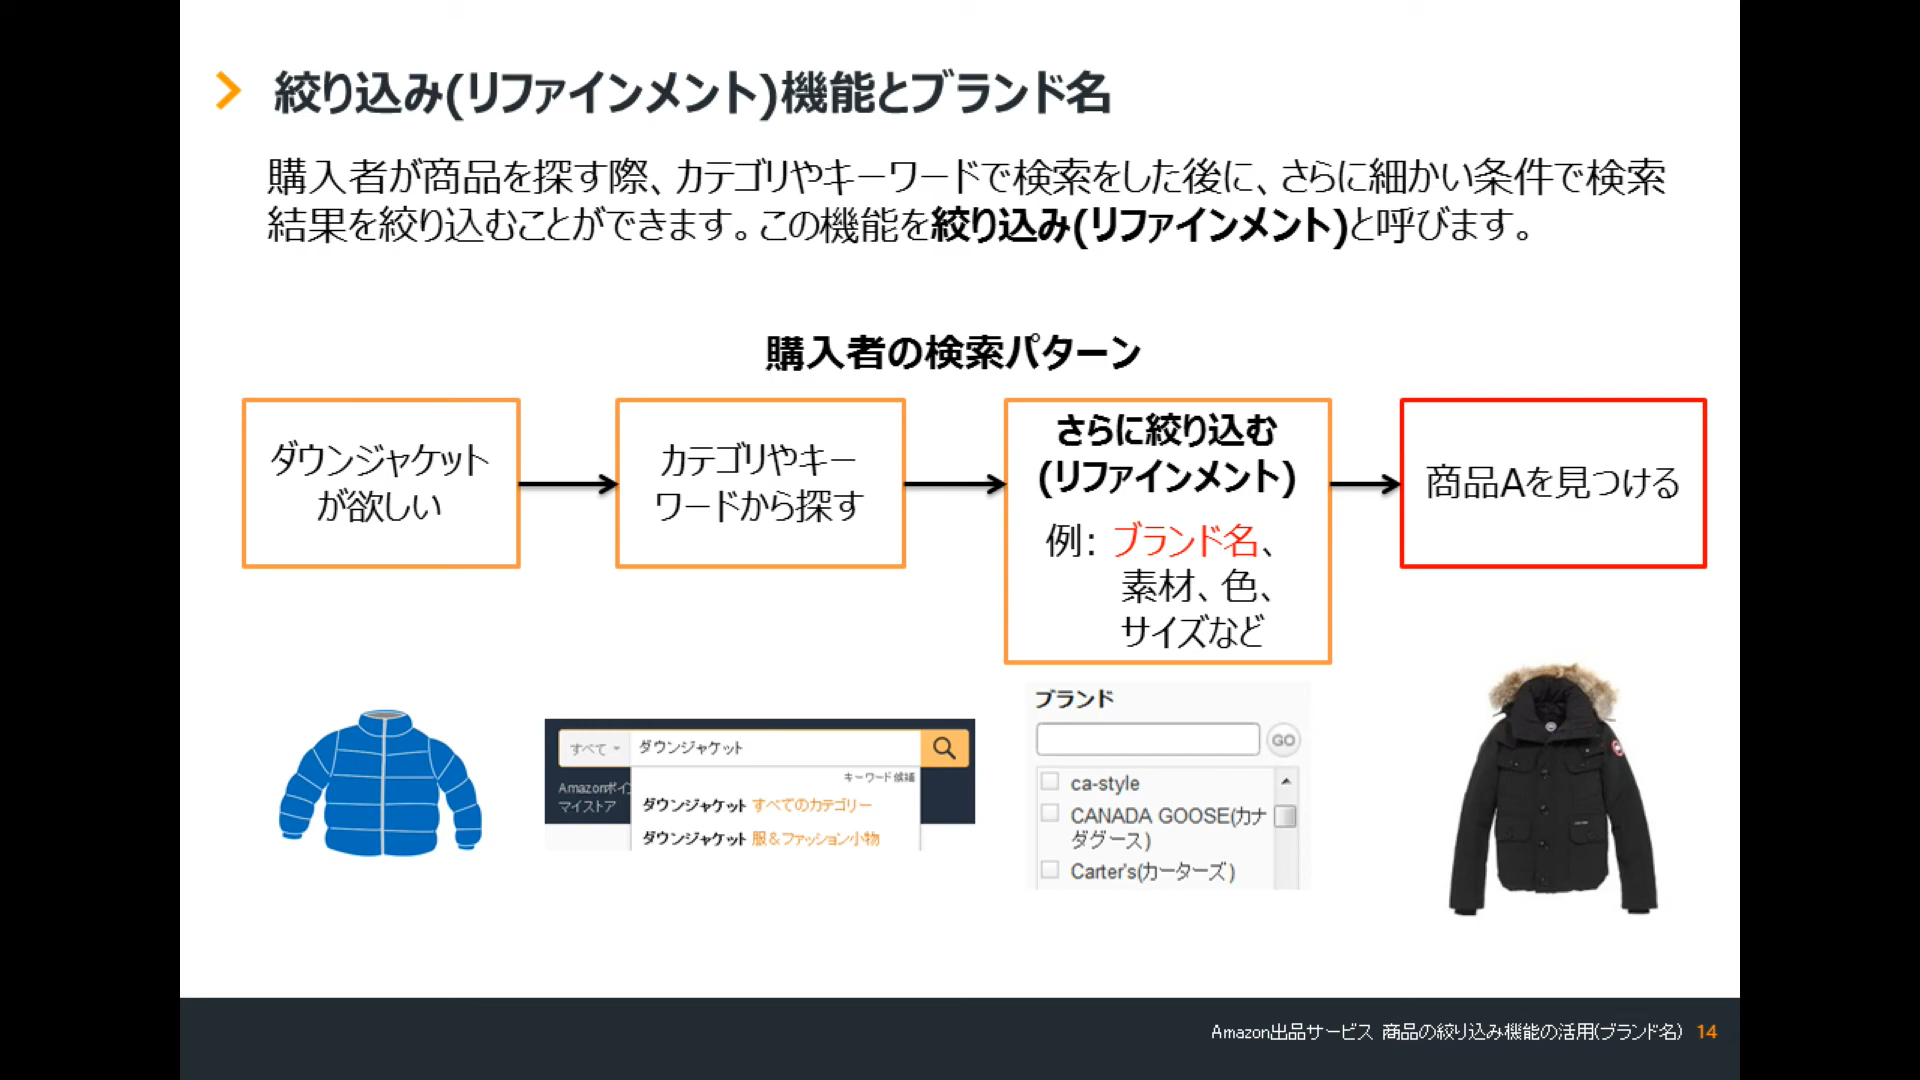 絞り込み(リファインメント)機能とブランド名
購入者が商品を探す際、カテゴリやキーワードで検索をした後に、さらに細かい条件で検索
結果を絞り込むことができます。この機能を絞り込み(リファインメント)と呼びます。
購入者の検索パターン
ダウンジャケット
が欲しい
カテゴリやキー
ワードから探す
さらに絞り込む
(リファインメント)
例: ブランド名、
素材、色、
サイズなど
商品Aを見つける
すべて ダウンジャケット
キーワード候補
Amazonポイン
マイストア
ダウンジャケット すべてのカテゴリー
ダウンジャケット 服&ファッション小物
ブランド
GO
ca-style
CANADA GOOSE(カナ
ダグース)
Carter's(カーターズ)
Amazon出品サービス 商品の絞り込み機能の活用(ブランド名) 14